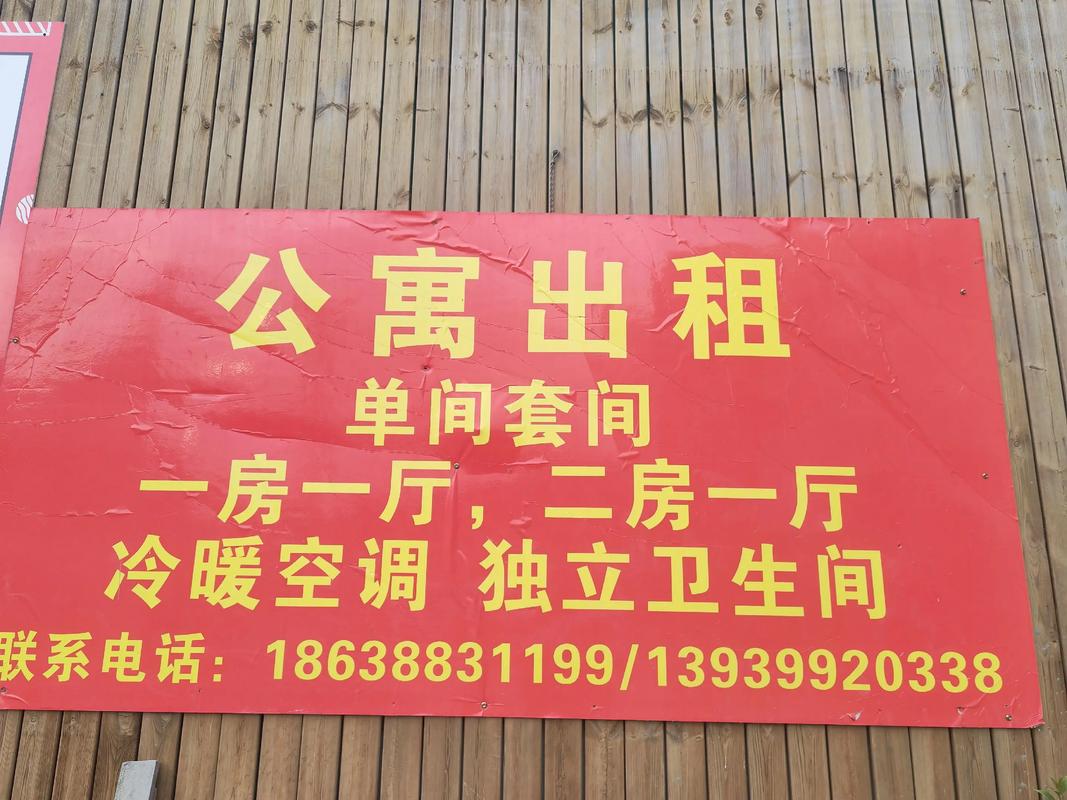 公寓出租
单间套间
一房一厅，二房一厅
冷暖空调 独立卫生间
联系电话：18638831199/13939920338